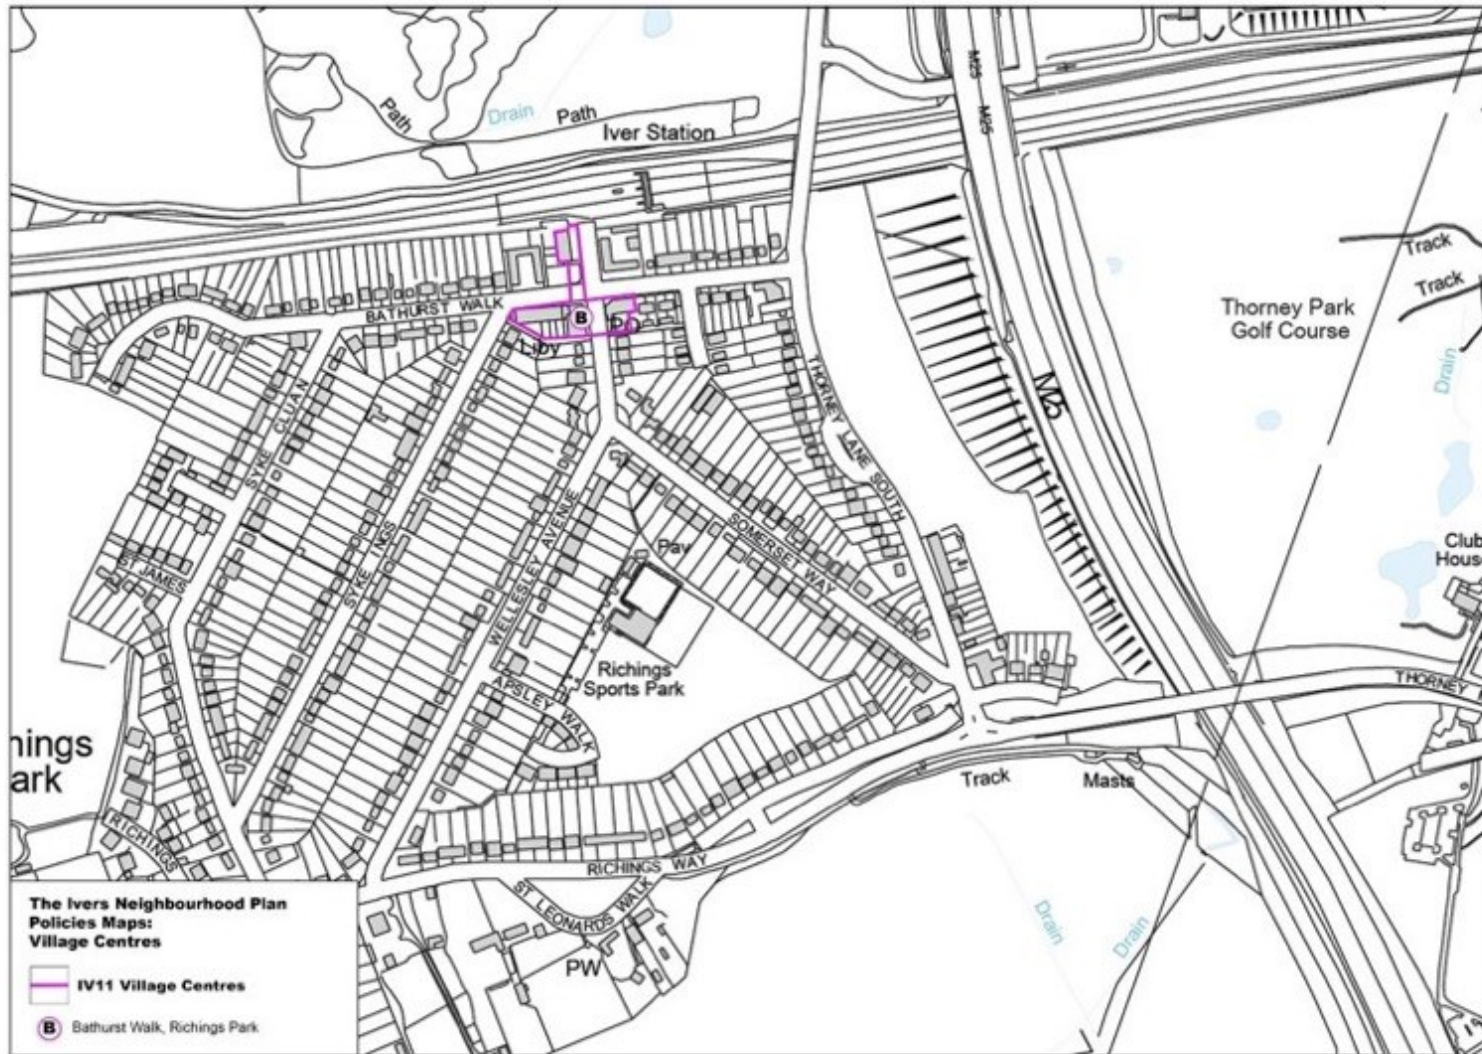 M25
M25
Drain
Path
Path
Iver Station
Track
Track
Thorney Park
Golf Course
Drain
BATHURST WALK
B
PO
Liby
THORNEY LANE SOUTH
M25
SYKE CLUAN
SYKE INGS
WELLESLEY AVENUE
SOMERSET WAY
Pav
ST JAMES
Club
Richings
Sports Park
APSLEY WALK
THORNEY
hings
ark
Track
Masts
RICHINGS
RICHINGS WAY
ST LEONARDS WALK
PW
Drain
Drain
The Ivers Neighbourhood Plan
Policies Maps:
Village Centres
IV11 Village Centres
B Bathurst Walk, Richings Park